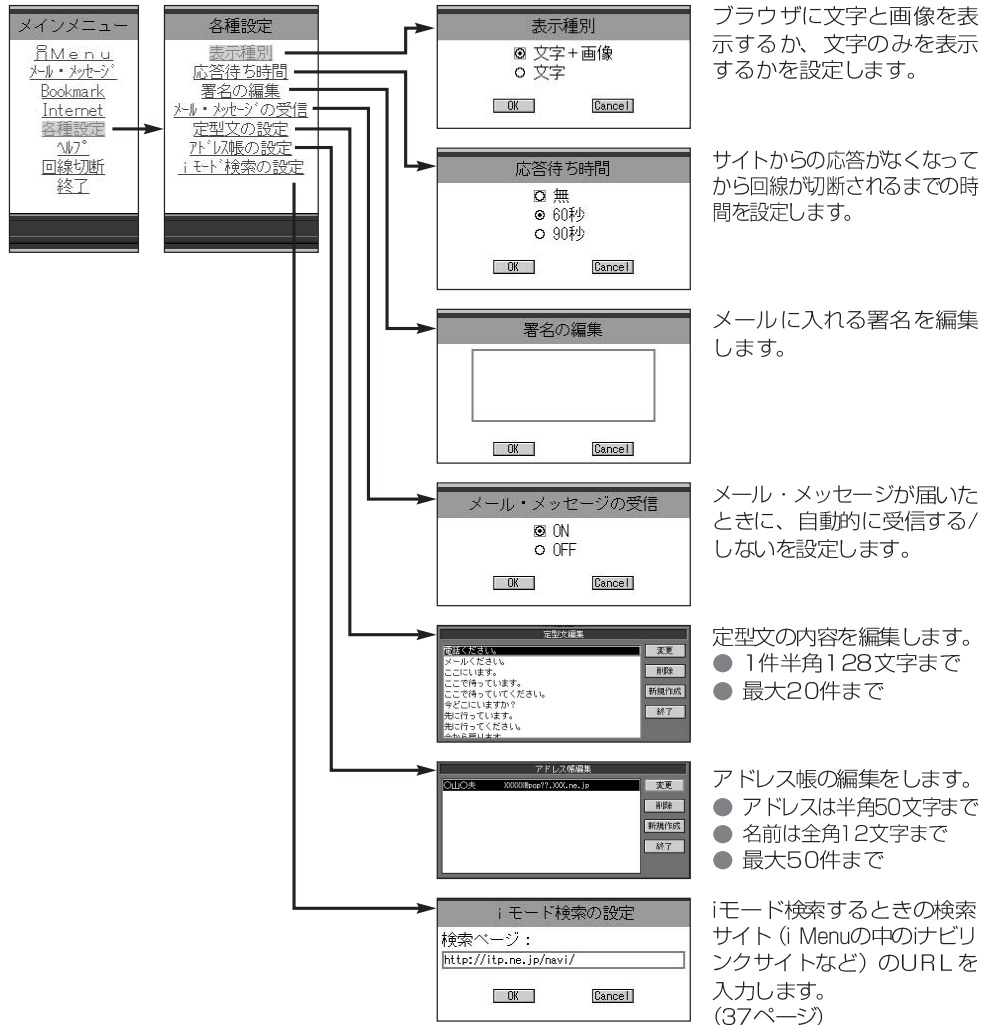 メインメニュー
iMenu
メール・メッセージ
Bookmark
Internet
各種設定
ヘルプ
回線切断
終了
各種設定
表示種別
応答待ち時間
署名の編集
メール・メッセージの受信
定型文の設定
アドレス帳の設定
iモード検索の設定
表示種別
文字+画像
文字
OK Cancel
ブラウザに文字と画像を表
示するか、文字のみを表示
するかを設定します。
応答待ち時間
無
60秒
90秒
OK Cancel
サイトからの応答がなくなって
から回線が切断されるまでの時
間を設定します。
署名の編集
OK Cancel
メールに入れる署名を編集
します。
メール・メッセージの受信
ON
OFF
OK Cancel
メール・メッセージが届いた
ときに、自動的に受信する/
しないを設定します。
定型文編集
電話ください。
メールください。
ここにいます。
ここで待っています。
ここで待っていてください。
今どこにいますか?
先に行っています。
先に行ってください。
今から戻ります
変更
削除
新規作成
終了
定型文の内容を編集します。
● 1件半角128文字まで
● 最大20件まで
アドレス帳編集
○山○夫 XXXXX@pop??.XXX.ne.jp
変更
削除
新規作成
終了
アドレス帳の編集をします。
● アドレスは半角50文字まで
● 名前は全角12文字まで
● 最大50件まで
iモード検索の設定
検索ページ:
http://itp.ne.jp/navi/
OK Cancel
iモード検索するときの検索
サイト(i Menuの中のiナビリ
ンクサイトなど)のURLを
入力します。
(37ページ)